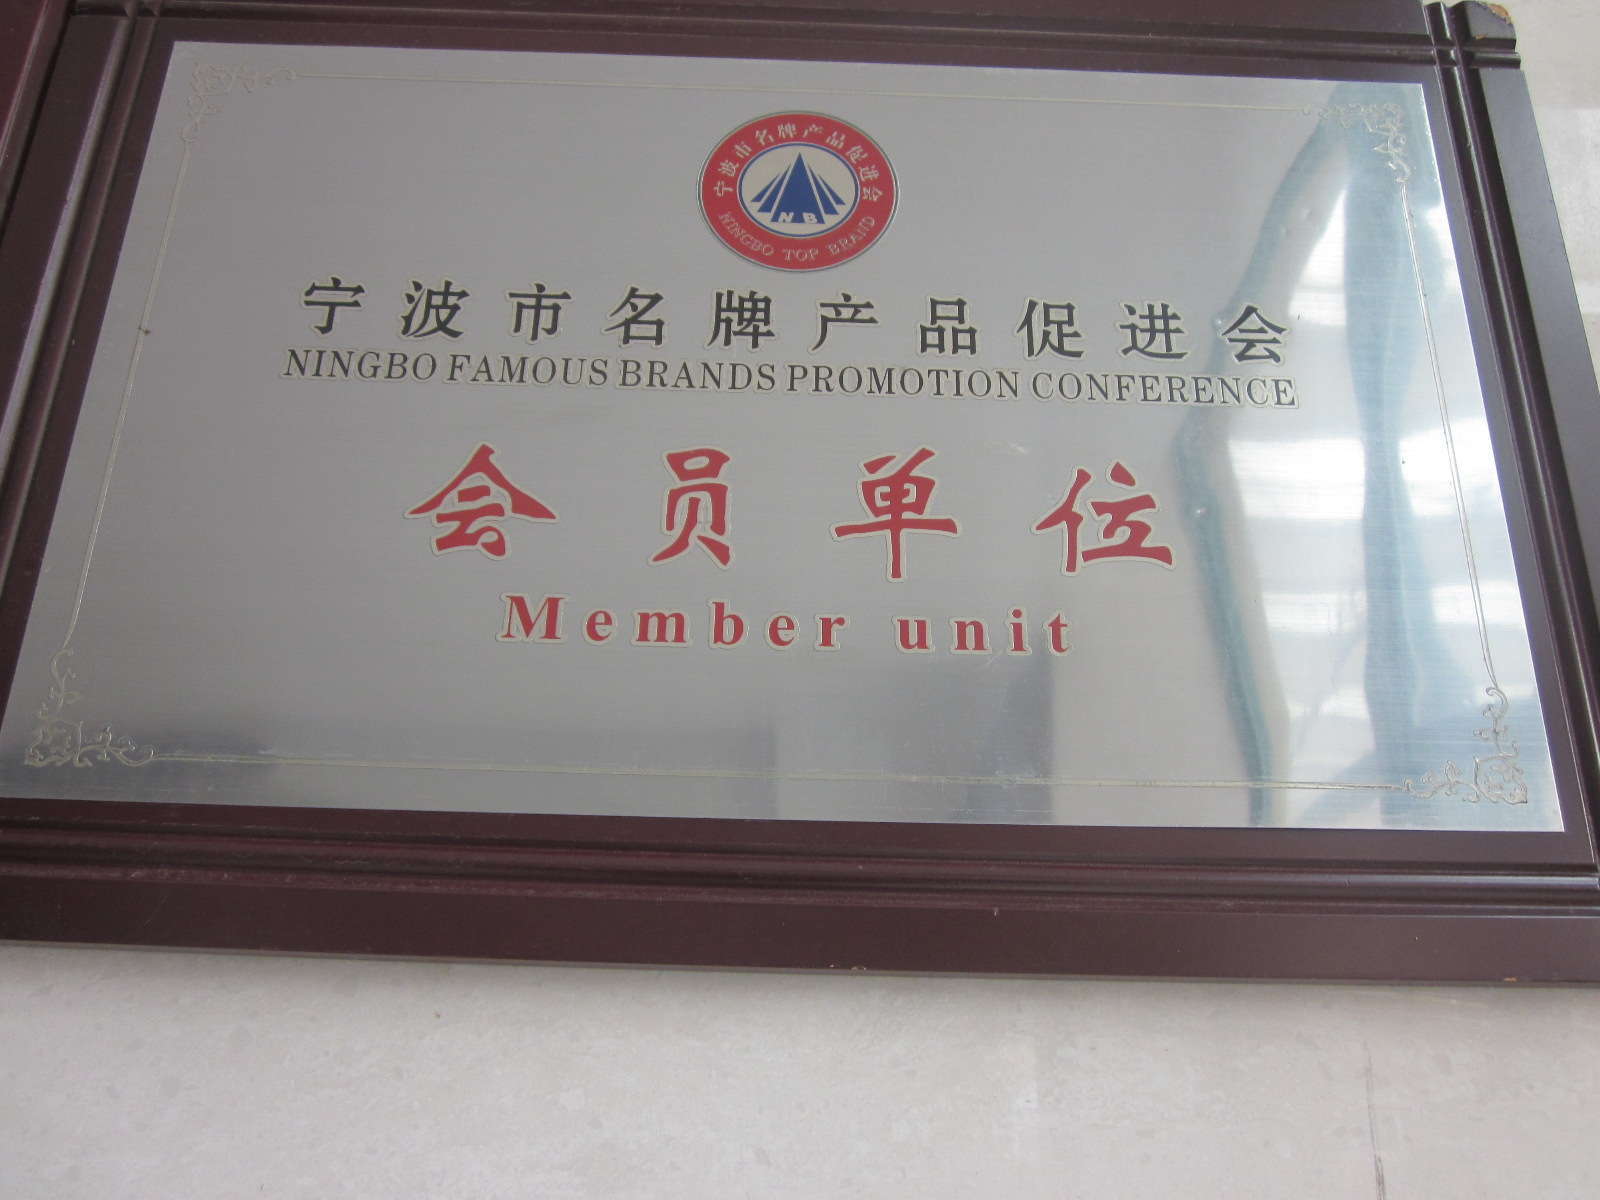 宁波市名牌产品促进会
NB
NINGBO TOP BRAND
宁波市名牌产品促进会
NINGBO FAMOUS BRANDS PROMOTION CONFERENCE
会员单位
Member unit